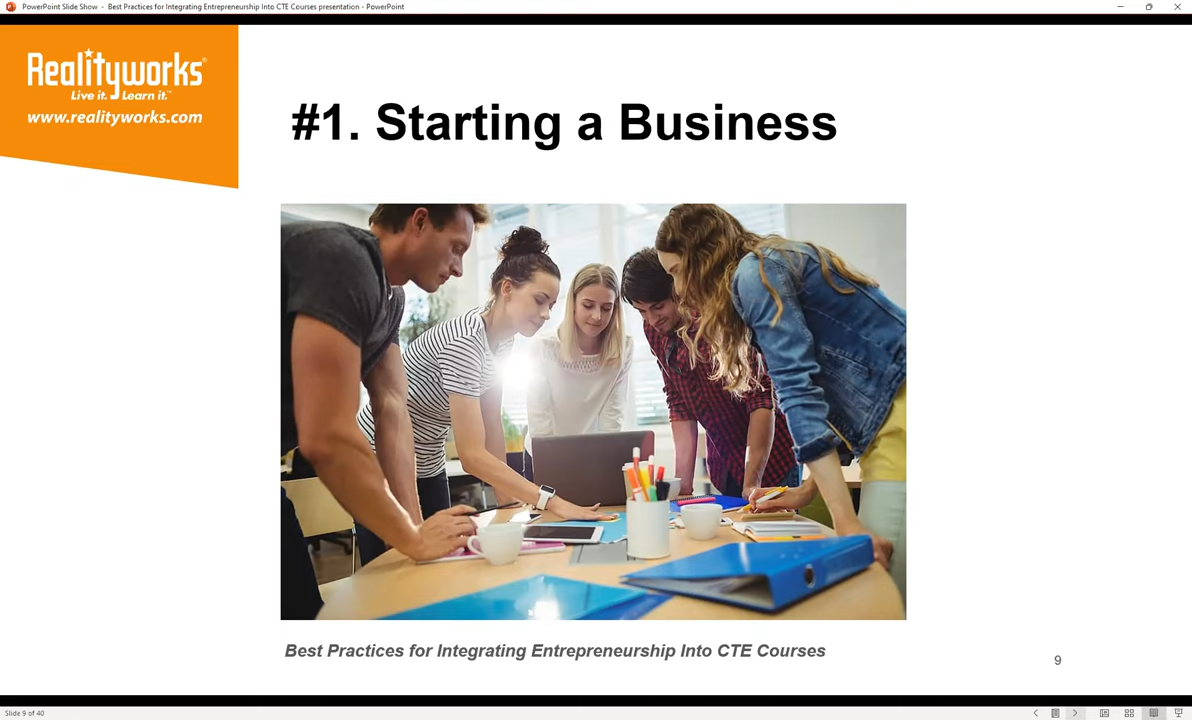 PowerPoint Slide Show - Best Practices for Integrating Entrepreneurship Into CTE Courses presentation - PowerPoint
Realityworks®
Live it. Learn it.™
www.realityworks.com
#1. Starting a Business
Best Practices for Integrating Entrepreneurship Into CTE Courses
9
Slide 9 of 40